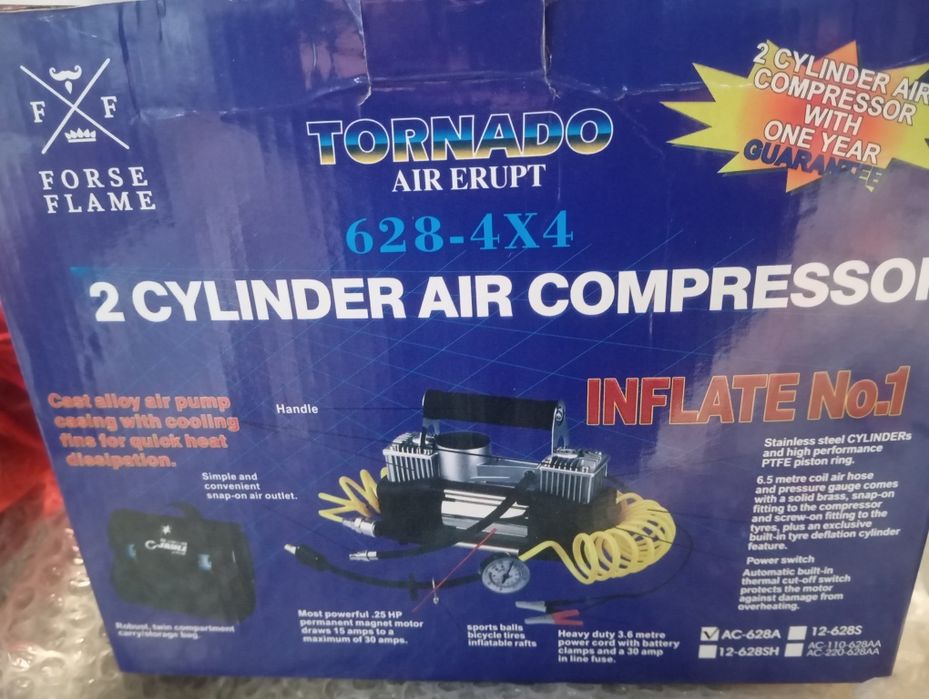 F F
FORSE
FLAME
TORNADO
AIR ERUPT
628-4X4
2 CYLINDER AIR
COMPRESSOR
WITH
ONE YEAR
GUARANTEE
2 CYLINDER AIR COMPRESSOR
INFLATE No.1
Cast alloy air pump
casing with cooling
fins for quick heat
dissipation.
Handle
Simple and
convenient
snap-on air outlet.
Stainless steel CYLINDERs
and high performance
PTFE piston ring.
6.5 metre coil air hose
and pressure gauge comes
with a solid brass, snap-on
fitting to the compressor
and screw-on fitting to the
tyres, plus an exclusive
built-in tyre deflation cylinder
feature.
Power switch
Automatic built-in
thermal cut-off switch
protects the motor
against damage from
overheating.
Robust, twin compartment
carry/storage bag.
Most powerful .25 HP
permanent magnet motor
draws 15 amps to a
maximum of 30 amps.
sports balls
bicycle tires
inflatable rafts
Heavy duty 3.6 metre
power cord with battery
clamps and a 30 amp
in line fuse.
AC-628A 12-628S
12-628SH AC-110-628AA
AC-220-628AA